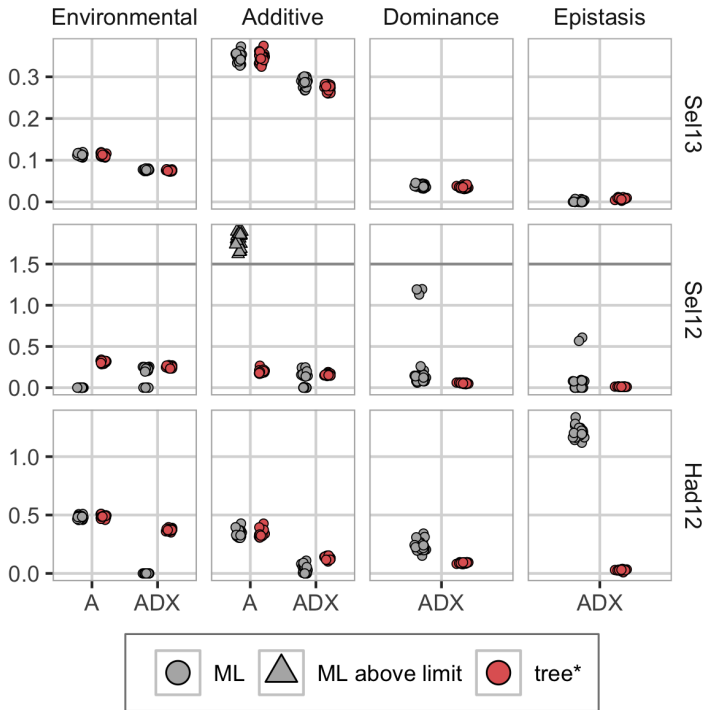 Environmental Additive Dominance Epistasis
0.3
0.2
0.1
0.0
Sel13
1.5
1.0
0.5
0.0
Sel12
1.0
0.5
0.0
Had12
A ADX A ADX ADX ADX
ML ML above limit tree*